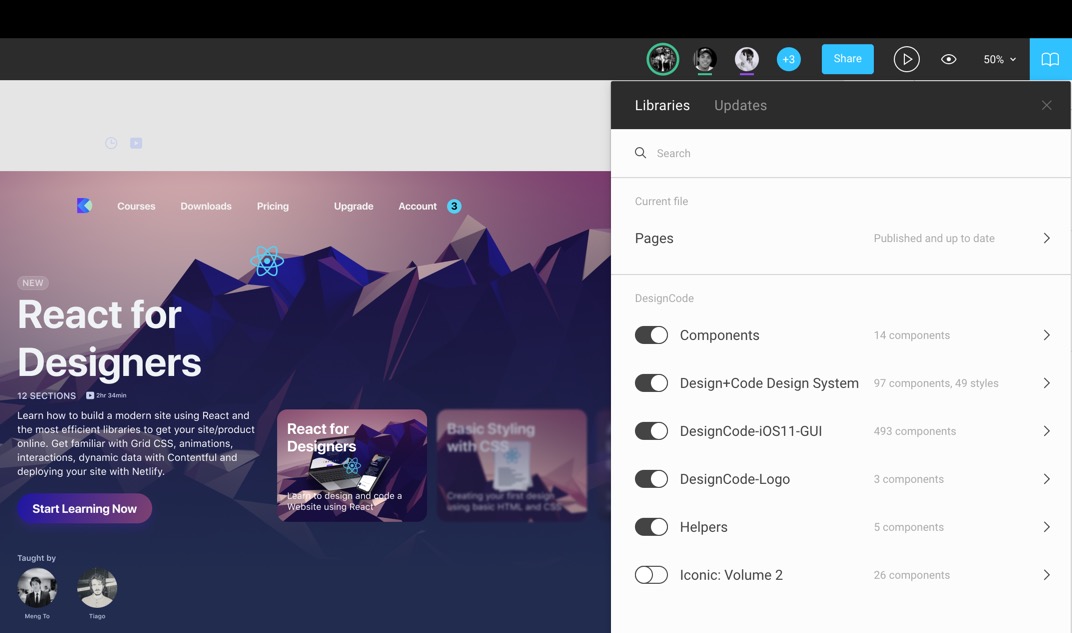 +3
Share
50%
Libraries
Updates
Search
Current file
Pages
Published and up to date
DesignCode
Components
14 components
Design+Code Design System
97 components, 49 styles
DesignCode-iOS11-GUI
493 components
DesignCode-Logo
3 components
Helpers
5 components
Iconic: Volume 2
26 components
Courses
Downloads
Pricing
Upgrade
Account
3
NEW
React for
Designers
12 SECTIONS
2hr 34min
Learn how to build a modern site using React and
the most efficient libraries to get your site/product
online. Get familiar with Grid CSS, animations,
interactions, dynamic data with Contentful and
deploying your site with Netlify.
Start Learning Now
React for
Designers
Learn to design and code a
Website using React
Basic Styling
with CSS
Creating your first design
using basic HTML and CSS
Taught by
Meng To
Tiago